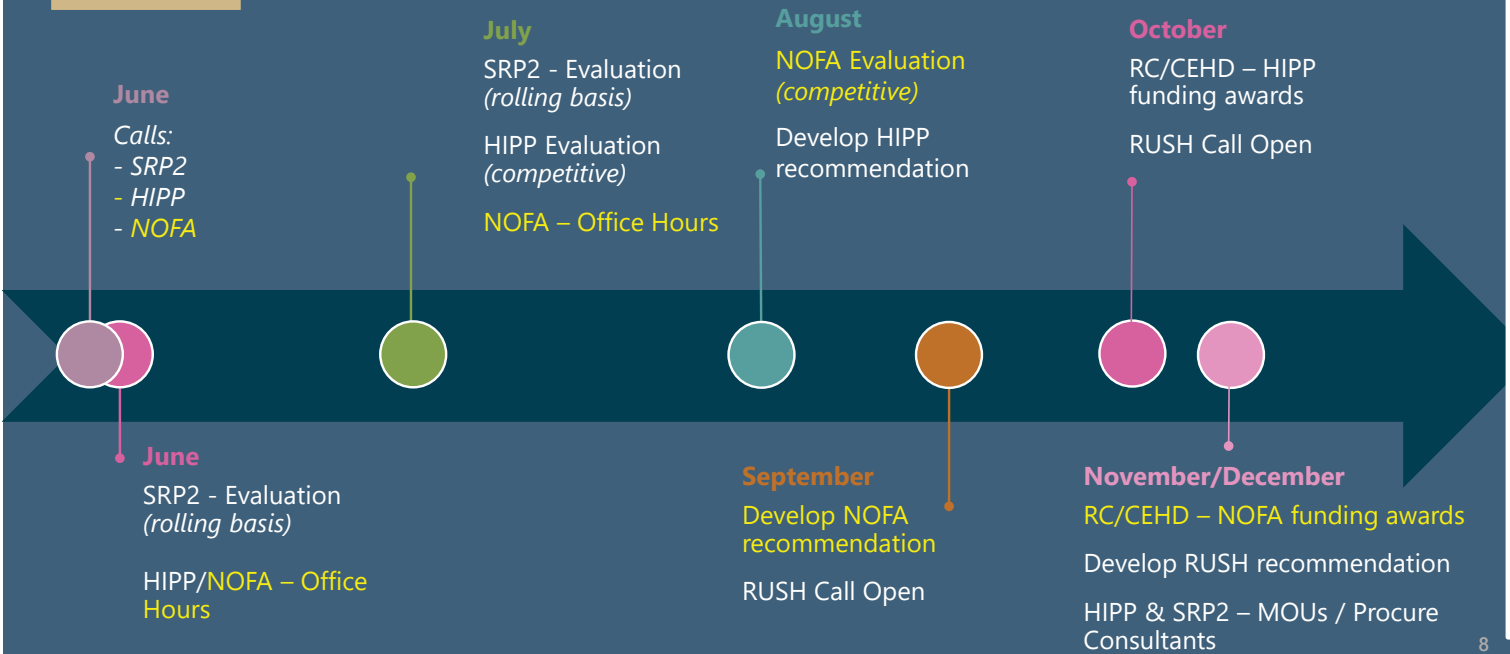 June
Calls:
- SRP2
- HIPP
- NOFA
July
SRP2 - Evaluation
(rolling basis)
HIPP Evaluation
(competitive)
NOFA – Office Hours
August
NOFA Evaluation
(competitive)
Develop HIPP
recommendation
October
RC/CEHD – HIPP
funding awards
RUSH Call Open
June
SRP2 - Evaluation
(rolling basis)
HIPP/NOFA – Office
Hours
September
Develop NOFA
recommendation
RUSH Call Open
November/December
RC/CEHD – NOFA funding awards
Develop RUSH recommendation
HIPP & SRP2 – MOUs / Procure
Consultants
8